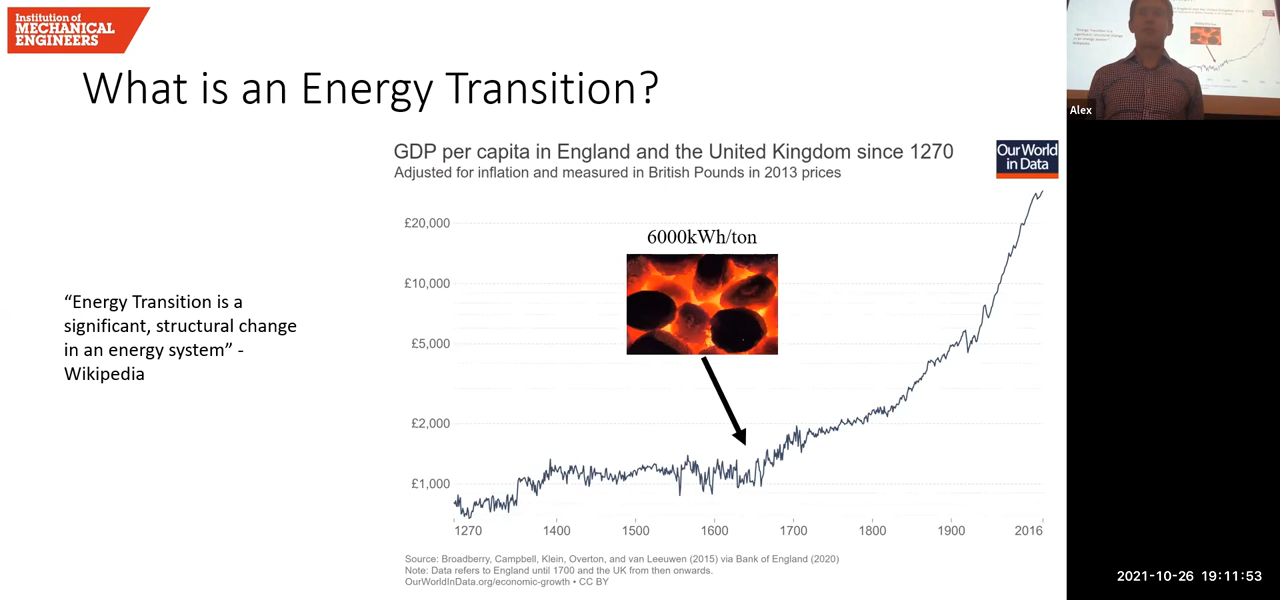 Institution of
MECHANICAL
ENGINEERS
What is an Energy Transition?
GDP per capita in England and the United Kingdom since 1270
Adjusted for inflation and measured in British Pounds in 2013 prices
Our World
in Data
£20,000
£10,000
£5,000
£2,000
£1,000
6000kWh/ton
1270
1400
1500
1600
1700
1800
1900
2016
“Energy Transition is a
significant, structural change
in an energy system” -
Wikipedia
Source: Broadberry, Campbell, Klein, Overton, and van Leeuwen (2015) via Bank of England (2020)
Note: Data refers to England until 1700 and the UK from then onwards.
OurWorldInData.org/economic-growth • CC BY
Alex
2021-10-26 19:11:53